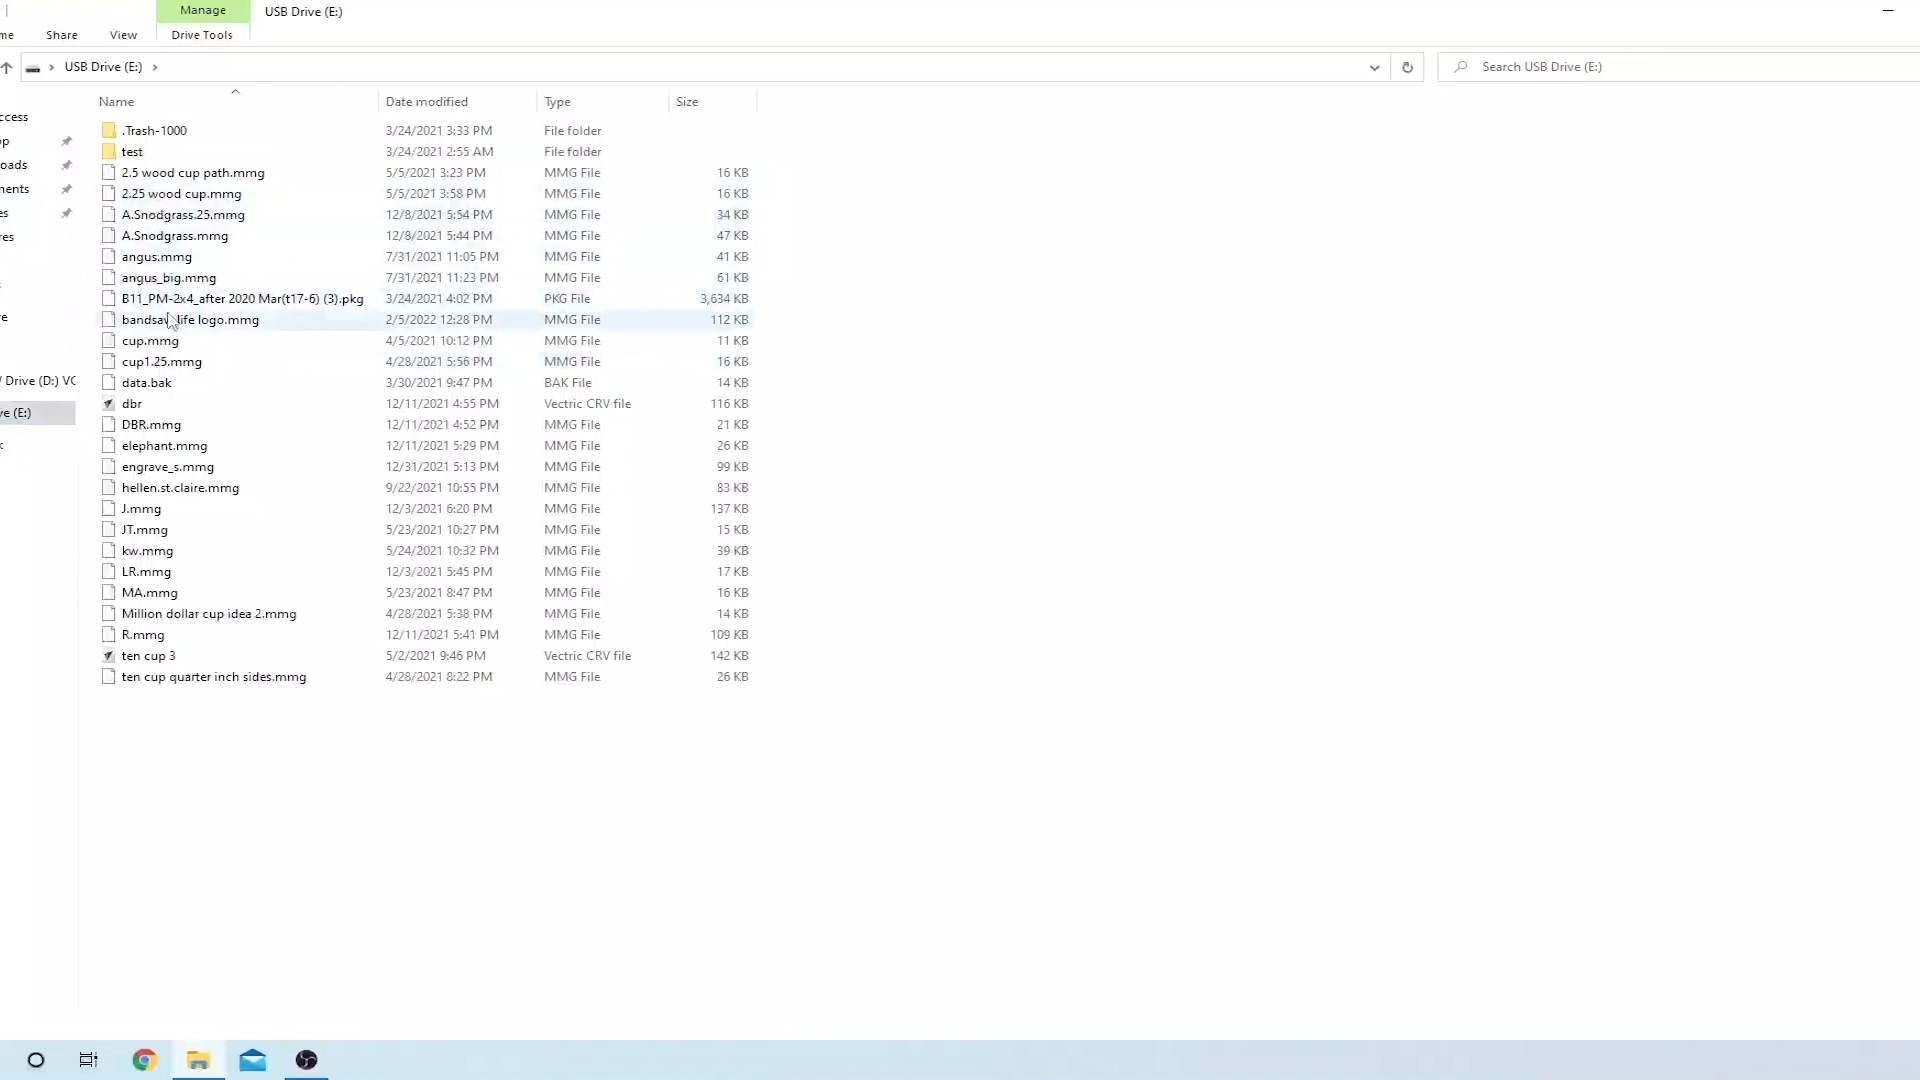 Manage USB Drive (E:)
me Share View Drive Tools
USB Drive (E:) Search USB Drive (E:)
Name Date modified Type Size
ccess
op
oads
ments
es
res
re
/ Drive (D:) VC
ve (E:)
.Trash-1000 3/24/2021 3:33 PM File folder
test 3/24/2021 2:55 AM File folder
2.5 wood cup path.mmg 5/5/2021 3:23 PM MMG File 16 KB
2.25 wood cup.mmg 5/5/2021 3:58 PM MMG File 16 KB
A.Snodgrass.25.mmg 12/8/2021 5:54 PM MMG File 34 KB
A.Snodgrass.mmg 12/8/2021 5:44 PM MMG File 47 KB
angus.mmg 7/31/2021 11:05 PM MMG File 41 KB
angus_big.mmg 7/31/2021 11:23 PM MMG File 61 KB
B11_PM-2x4_after 2020 Mar(t17-6) (3).pkg 3/24/2021 4:02 PM PKG File 3,634 KB
bandsaw life logo.mmg 2/5/2022 12:28 PM MMG File 112 KB
cup.mmg 4/5/2021 10:12 PM MMG File 11 KB
cup1.25.mmg 4/28/2021 5:56 PM MMG File 16 KB
data.bak 3/30/2021 9:47 PM BAK File 14 KB
dbr 12/11/2021 4:55 PM Vectric CRV file 116 KB
DBR.mmg 12/11/2021 4:52 PM MMG File 21 KB
elephant.mmg 12/11/2021 5:29 PM MMG File 26 KB
engrave_s.mmg 12/31/2021 5:13 PM MMG File 99 KB
hellen.st.claire.mmg 9/22/2021 10:55 PM MMG File 83 KB
J.mmg 12/3/2021 6:20 PM MMG File 137 KB
JT.mmg 5/23/2021 10:27 PM MMG File 15 KB
kw.mmg 5/24/2021 10:32 PM MMG File 39 KB
LR.mmg 12/3/2021 5:45 PM MMG File 17 KB
MA.mmg 5/23/2021 8:47 PM MMG File 16 KB
Million dollar cup idea 2.mmg 4/28/2021 5:38 PM MMG File 14 KB
R.mmg 12/11/2021 5:41 PM MMG File 109 KB
ten cup 3 5/2/2021 9:46 PM Vectric CRV file 142 KB
ten cup quarter inch sides.mmg 4/28/2021 8:22 PM MMG File 26 KB